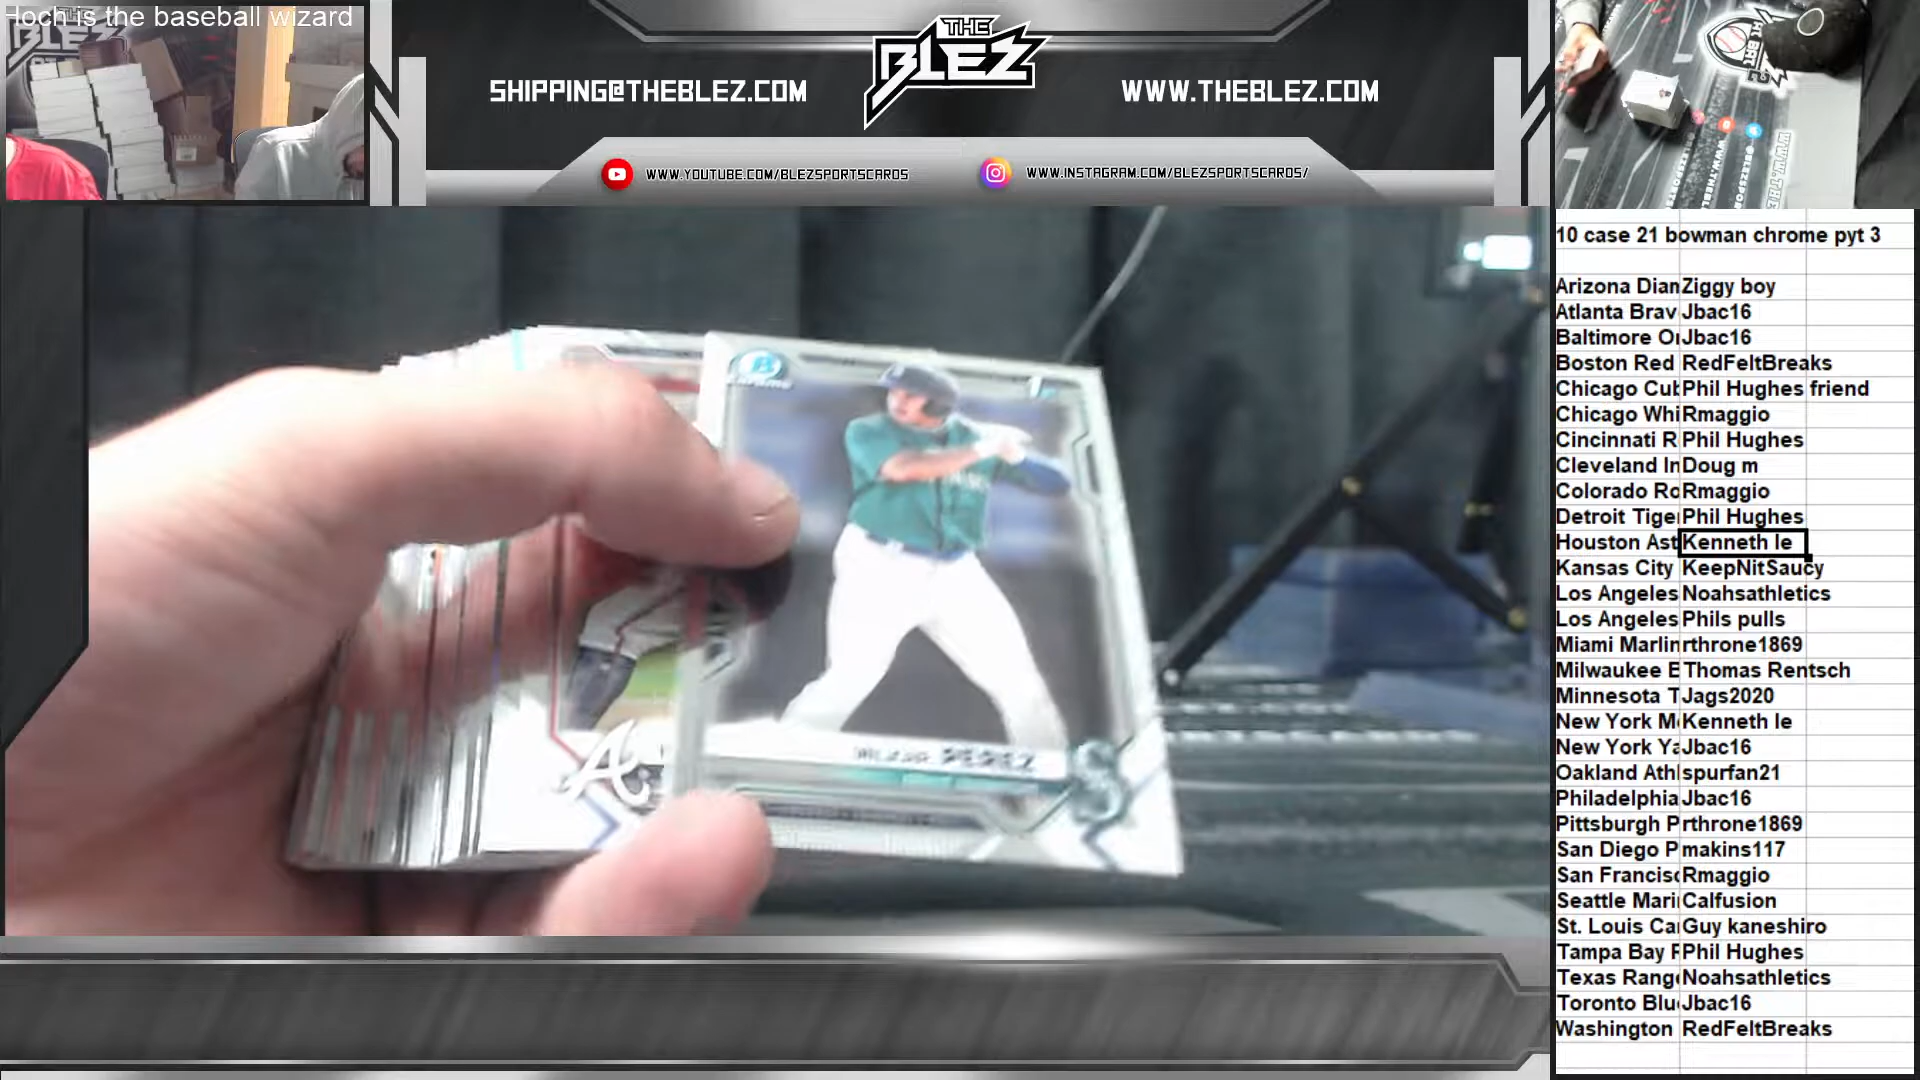 Hoch is the baseball wizard
THE
BLEZ
SHIPPING@THEBLEZ.COM
WWW.THEBLEZ.COM
WWW.YOUTUBE.COM/BLEZSPORTSCARDS
WWW.INSTAGRAM.COM/BLEZSPORTSCARDS/
PEREZ
10 case 21 bowman chrome pyt 3
Arizona Diam Ziggy boy
Atlanta Brav Jbac16
Baltimore O Jbac16
Boston Red RedFeltBreaks
Chicago Cub Phil Hughes friend
Chicago Whi Rmaggio
Cincinnati R Phil Hughes
Cleveland In Doug m
Colorado Ro Rmaggio
Detroit Tige Phil Hughes
Houston Ast Kenneth le
Kansas City KeepNitSaucy
Los Angeles Noahsathletics
Los Angeles Phils pulls
Miami Marlin rthrone1869
Milwaukee B Thomas Rentsch
Minnesota T Jags2020
New York M Kenneth le
New York Ya Jbac16
Oakland Athl spurfan21
Philadelphia Jbac16
Pittsburgh P rthrone1869
San Diego P makins117
San Francisc Rmaggio
Seattle Mari Calfusion
St. Louis Ca Guy kaneshiro
Tampa Bay R Phil Hughes
Texas Range Noahsathletics
Toronto Blu Jbac16
Washington RedFeltBreaks